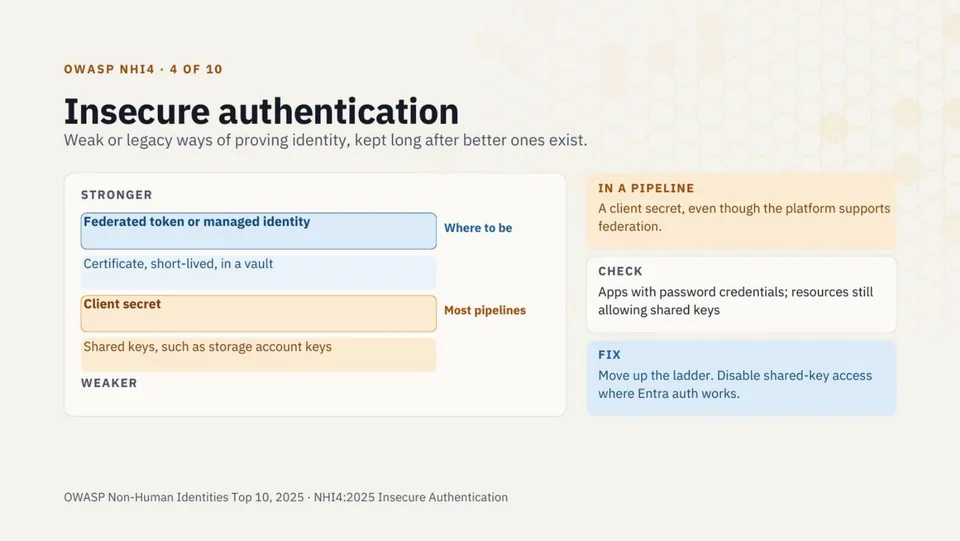 OWASP NHI4 · 4 OF 10
Insecure authentication
Weak or legacy ways of proving identity, kept long after better ones exist.
STRONGER
Federated token or managed identity
Where to be
Certificate, short-lived, in a vault
Client secret
Most pipelines
Shared keys, such as storage account keys
WEAKER
IN A PIPELINE
A client secret, even though the platform supports
federation.
CHECK
Apps with password credentials; resources still
allowing shared keys
FIX
Move up the ladder. Disable shared-key access
where Entra auth works.
OWASP Non-Human Identities Top 10, 2025 · NHI4:2025 Insecure Authentication